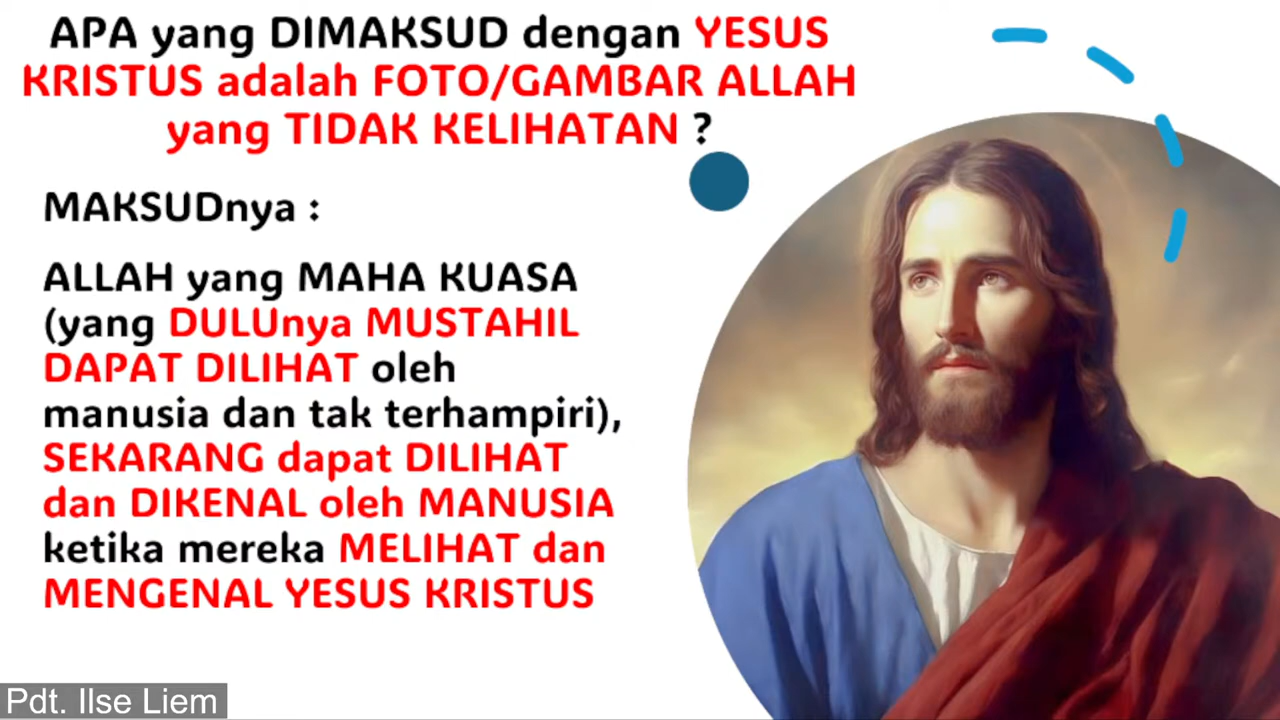 APA yang DIMAKSUD dengan YESUS
KRISTUS adalah FOTO/GAMBAR ALLAH
yang TIDAK KELIHATAN ?
MAKSUDnya :
ALLAH yang MAHA KUASA
(yang DULUnya MUSTAHIL
DAPAT DILIHAT oleh
manusia dan tak terhampiri),
SEKARANG dapat DILIHAT
dan DIKENAL oleh MANUSIA
ketika mereka MELIHAT dan
MENGENAL YESUS KRISTUS
Pdt. Ilse Liem